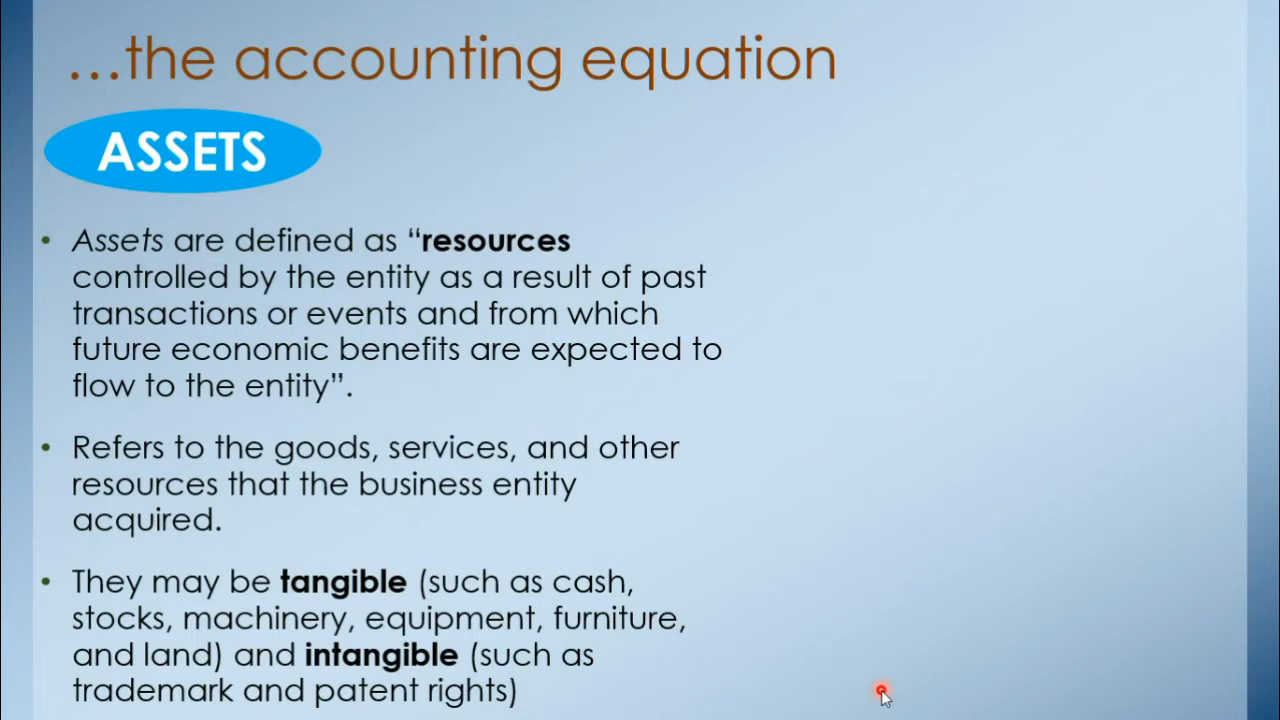 ...the accounting equation
ASSETS
• Assets are defined as “resources
controlled by the entity as a result of past
transactions or events and from which
future economic benefits are expected to
flow to the entity”.
• Refers to the goods, services, and other
resources that the business entity
acquired.
• They may be tangible (such as cash,
stocks, machinery, equipment, furniture,
and land) and intangible (such as
trademark and patent rights)